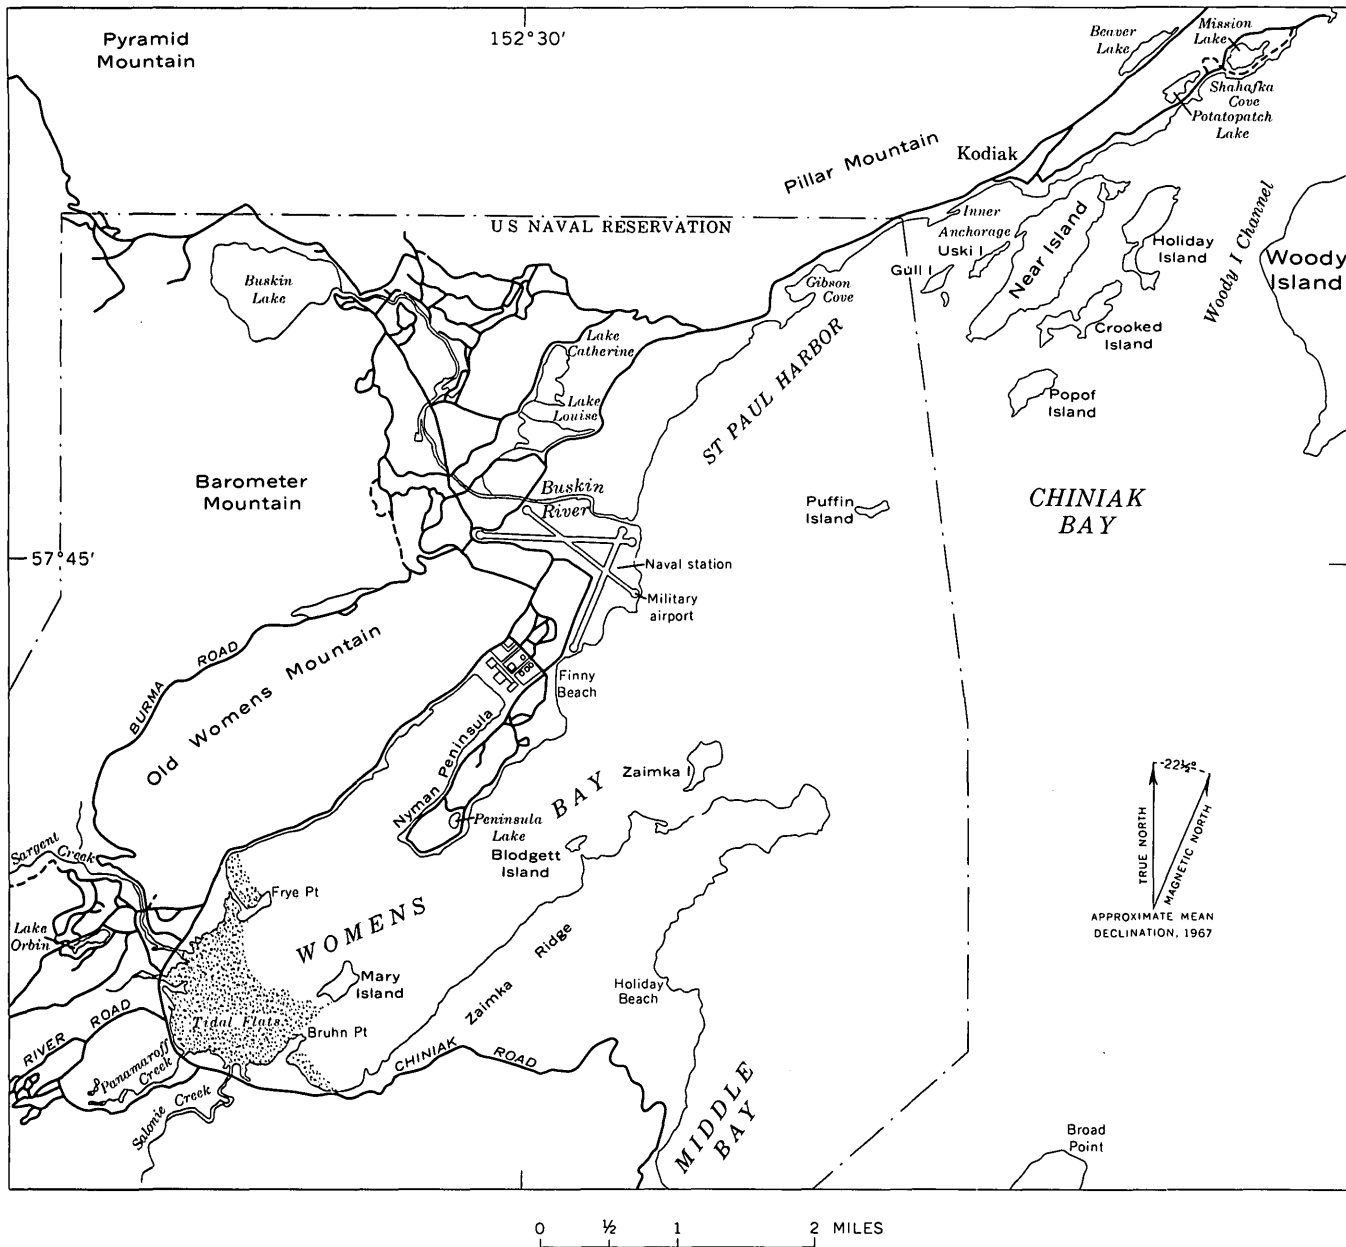 Pyramid
Mountain
152°30'
Beaver
Lake
Mission
Lake
Shahafka
Cove
Potatopatch
Lake
Pillar Mountain
Kodiak
US NAVAL RESERVATION
Inner
Anchorage
Uski I
Gull I
Near Island
Holiday
Island
Woody I Channel
Woody
Island
Buskin
Lake
Gibson
Cove
Crooked
Island
Lake
Catherine
Lake
Louise
ST PAUL HARBOR
Popof
Island
Barometer
Mountain
Buskin
River
Puffin
Island
CHINIAK
BAY
57°45'
Naval station
Military
airport
BURMA ROAD
Old Womens Mountain
Finny
Beach
Nyman Peninsula
Zaimka I
22½°
TRUE NORTH
MAGNETIC NORTH
APPROXIMATE MEAN
DECLINATION, 1967
Peninsula
Lake
Blodgett
Island
WOMENS BAY
Sargent
Creek
Frye Pt
Lake
Orbin
Zaimka Ridge
Mary
Island
Holiday
Beach
Tidal Flats
Bruhn Pt
RIVER ROAD
CHINIAK ROAD
Panamaroff
Creek
Salonie Creek
MIDDLE
BAY
Broad
Point
0 ½ 1 2 MILES